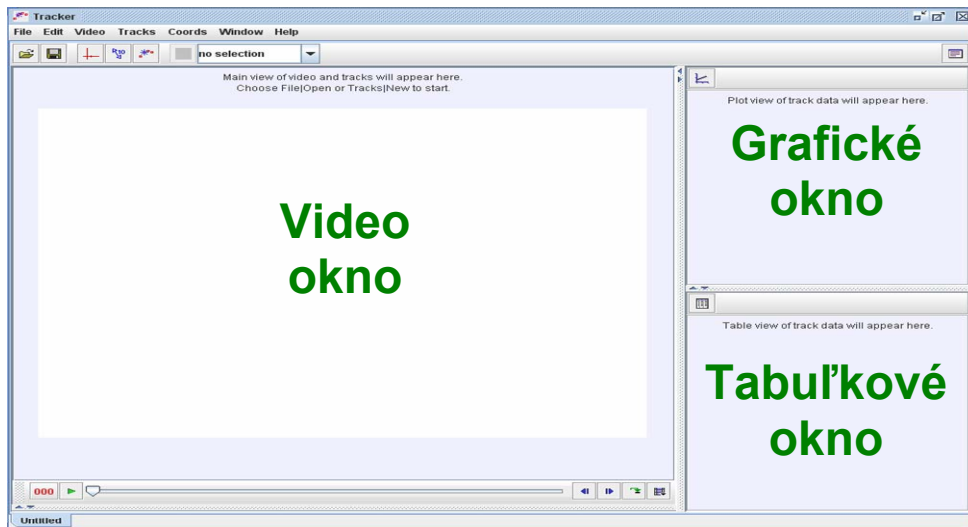 Tracker
File Edit Video Tracks Coords Window Help
no selection
Main view of video and tracks will appear here.
Choose File|Open or Tracks|New to start.
Plot view of track data will appear here.
Grafické
okno
Video
okno
Table view of track data will appear here.
Tabuľkové
okno
000
Untitled